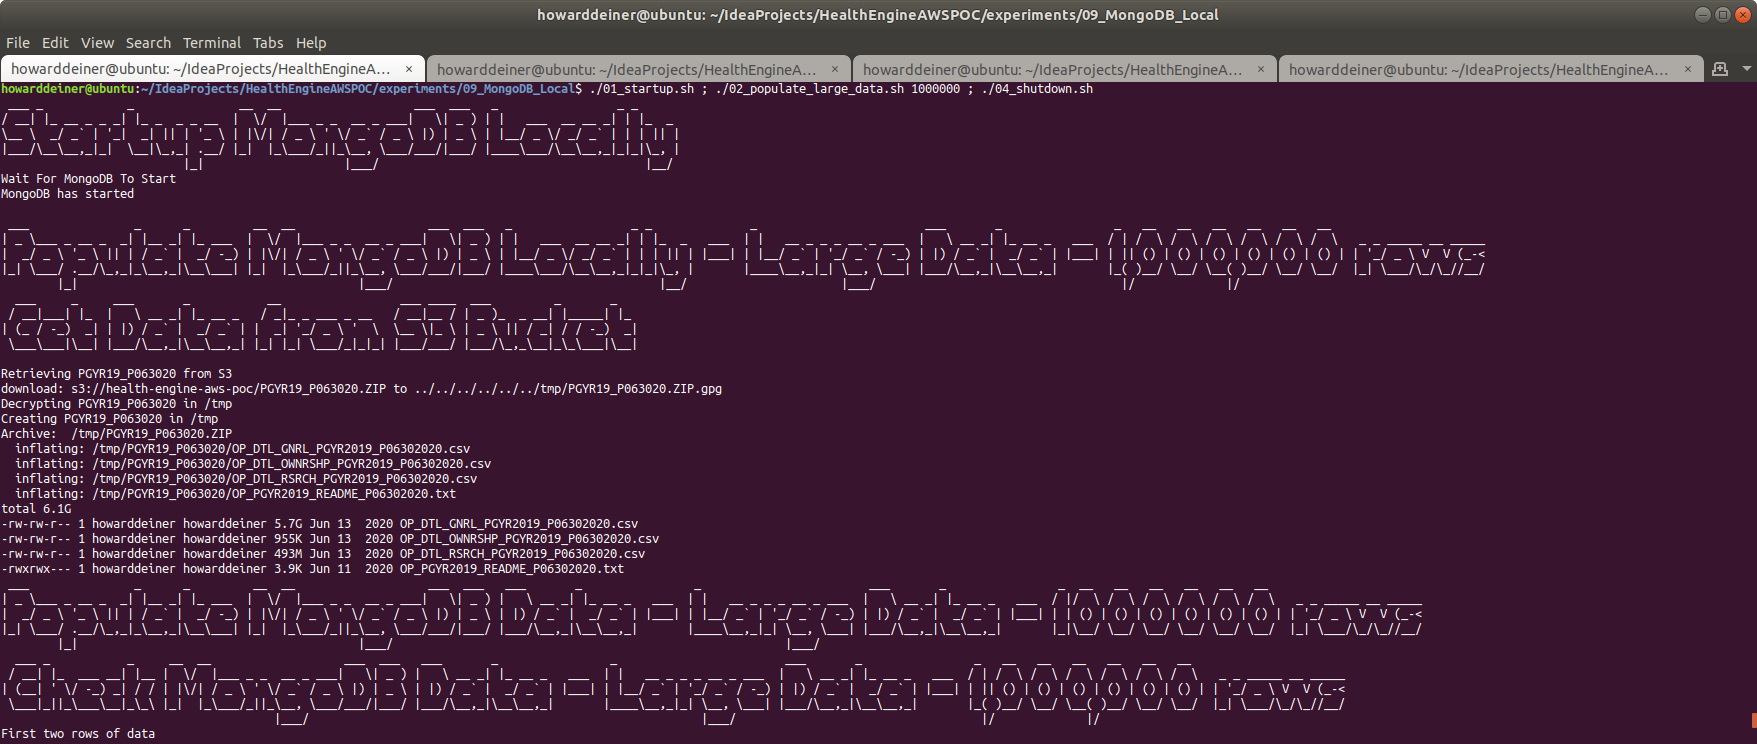 howarddeiner@ubuntu: ~/IdeaProjects/HealthEngineAWSPOC/experiments/09_MongoDB_Local
File Edit View Search Terminal Tabs Help
howarddeiner@ubuntu: ~/IdeaProjects/HealthEngineA... × howarddeiner@ubuntu: ~/IdeaProjects/HealthEngineA... × howarddeiner@ubuntu: ~/IdeaProjects/HealthEngineA... × howarddeiner@ubuntu: ~/IdeaProjects/HealthEngineA... ×
howarddeiner@ubuntu:~/IdeaProjects/HealthEngineAWSPOC/experiments/09_MongoDB_Local$ ./01_startup.sh ; ./02_populate_large_data.sh 1000000 ; ./04_shutdown.sh
Startup MongoDB Locally
Wait For MongoDB To Start
MongoDB has started
Populate MongoDB Locally - Large Data - 1,000,000 rows
Get Data from S3 Bucket
Retrieving PGYR19_P063020 from S3
download: s3://health-engine-aws-poc/PGYR19_P063020.ZIP to ../../../../../../tmp/PGYR19_P063020.ZIP.gpg
Decrypting PGYR19_P063020 in /tmp
Creating PGYR19_P063020 in /tmp
Archive:  /tmp/PGYR19_P063020.ZIP
inflating: /tmp/PGYR19_P063020/OP_DTL_GNRL_PGYR2019_P06302020.csv
inflating: /tmp/PGYR19_P063020/OP_DTL_OWNRSHP_PGYR2019_P06302020.csv
inflating: /tmp/PGYR19_P063020/OP_DTL_RSRCH_PGYR2019_P06302020.csv
inflating: /tmp/PGYR19_P063020/OP_PGYR2019_README_P06302020.txt
total 6.1G
-rw-rw-r-- 1 howarddeiner howarddeiner 5.7G Jun 13  2020 OP_DTL_GNRL_PGYR2019_P06302020.csv
-rw-rw-r-- 1 howarddeiner howarddeiner 955K Jun 13  2020 OP_DTL_OWNRSHP_PGYR2019_P06302020.csv
-rw-rw-r-- 1 howarddeiner howarddeiner 493M Jun 13  2020 OP_DTL_RSRCH_PGYR2019_P06302020.csv
-rwxrwx--- 1 howarddeiner howarddeiner 3.9K Jun 11  2020 OP_PGYR2019_README_P06302020.txt
Populate MongoDB Data - Large Data - 1000000 rows
Check MongoDB Data - Large Data - 1,000,000 rows
First two rows of data